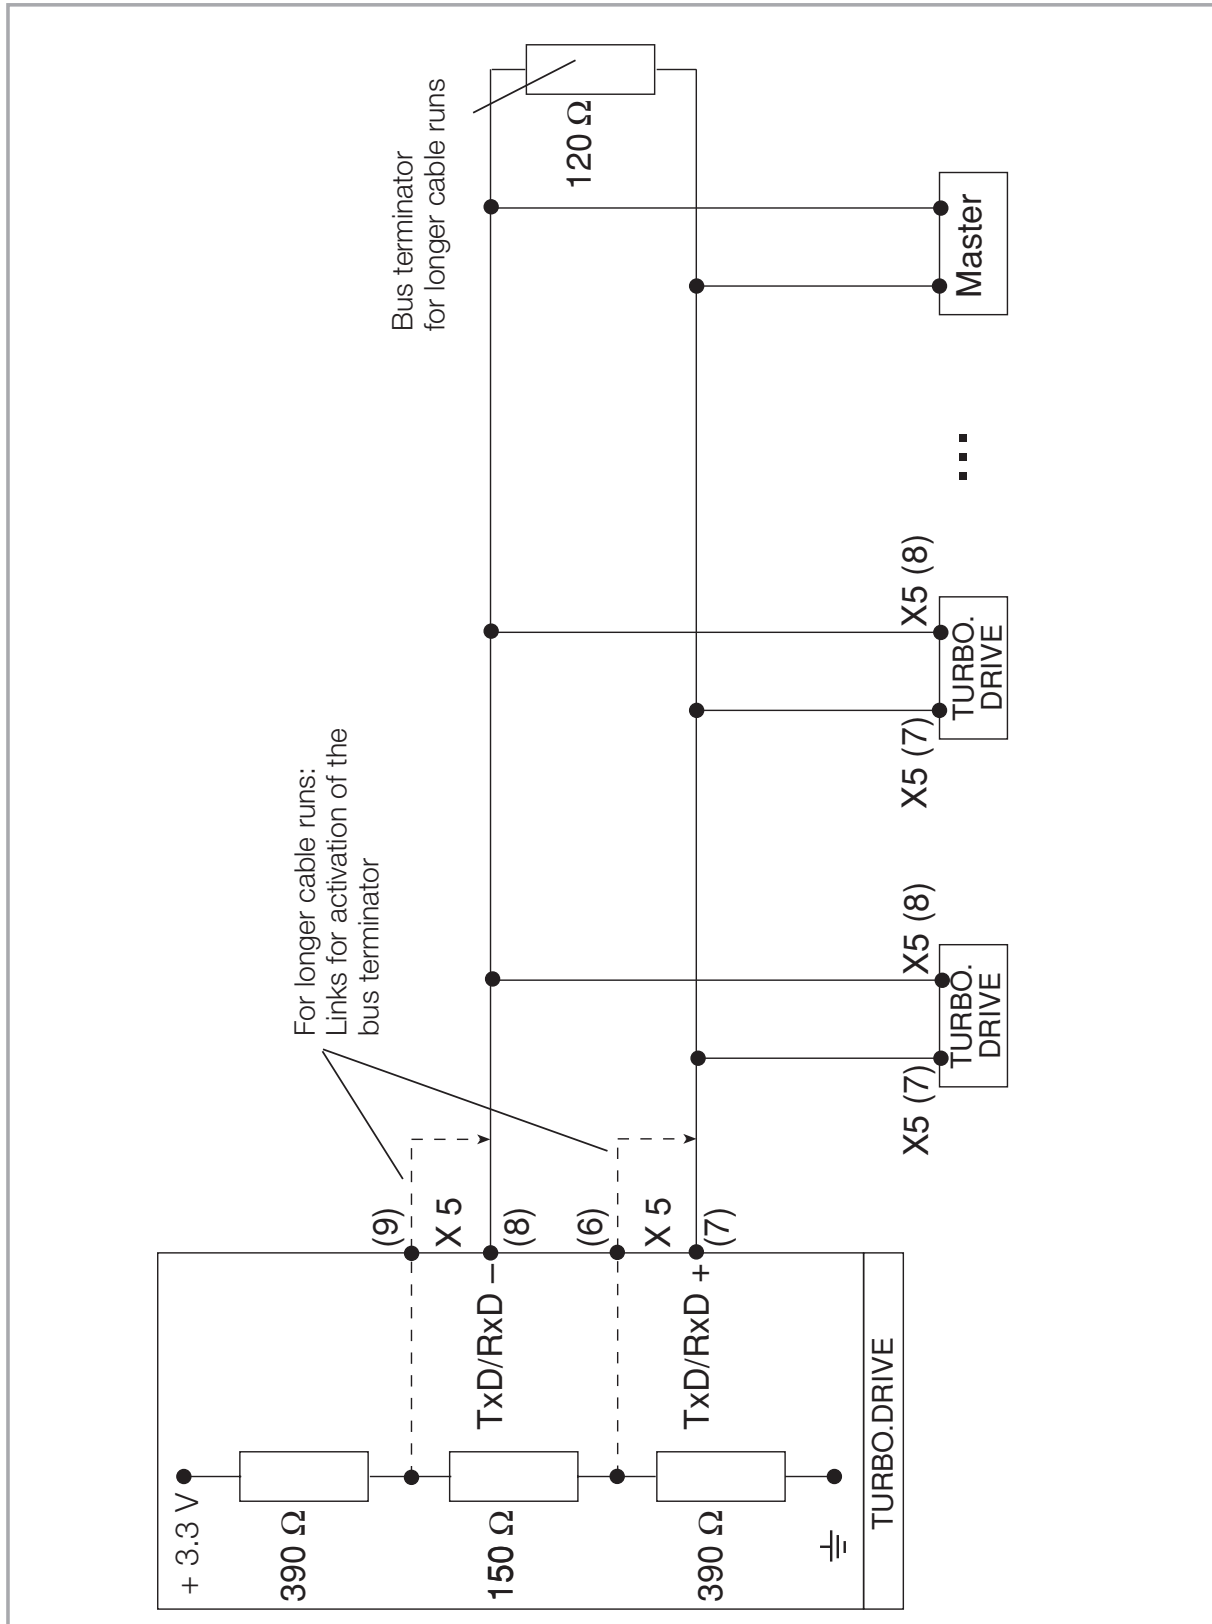 + 3.3 V
390 Ω
150 Ω
390 Ω
TURBO.DRIVE
TxD/RxD –
TxD/RxD +
(9)
X 5
(8)
(6)
X 5
(7)
For longer cable runs:
Links for activation of the
bus terminator
X5 (7)
X5 (8)
TURBO.
DRIVE
X5 (7)
X5 (8)
TURBO.
DRIVE
...
Master
Bus terminator
for longer cable runs
120 Ω